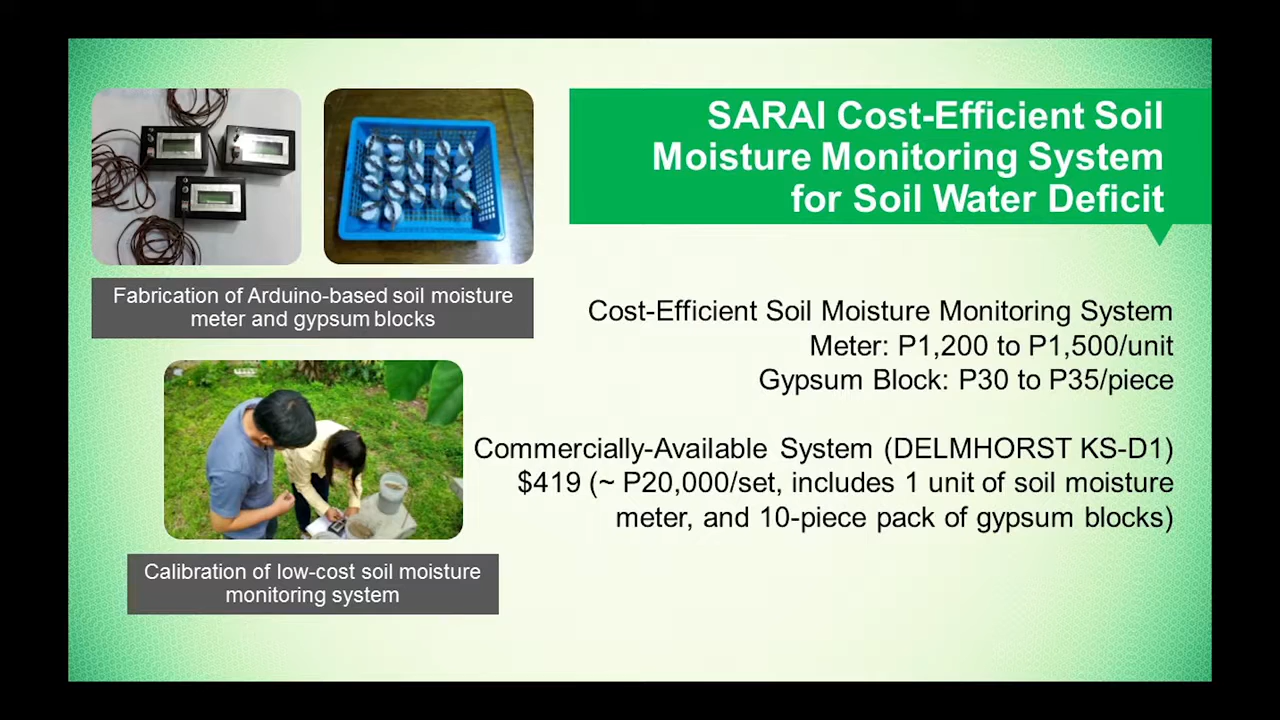 SARAI Cost-Efficient Soil
Moisture Monitoring System
for Soil Water Deficit
Fabrication of Arduino-based soil moisture
meter and gypsum blocks
Calibration of low-cost soil moisture
monitoring system
Cost-Efficient Soil Moisture Monitoring System
Meter: P1,200 to P1,500/unit
Gypsum Block: P30 to P35/piece
Commercially-Available System (DELMHORST KS-D1)
$419 (~ P20,000/set, includes 1 unit of soil moisture
meter, and 10-piece pack of gypsum blocks)